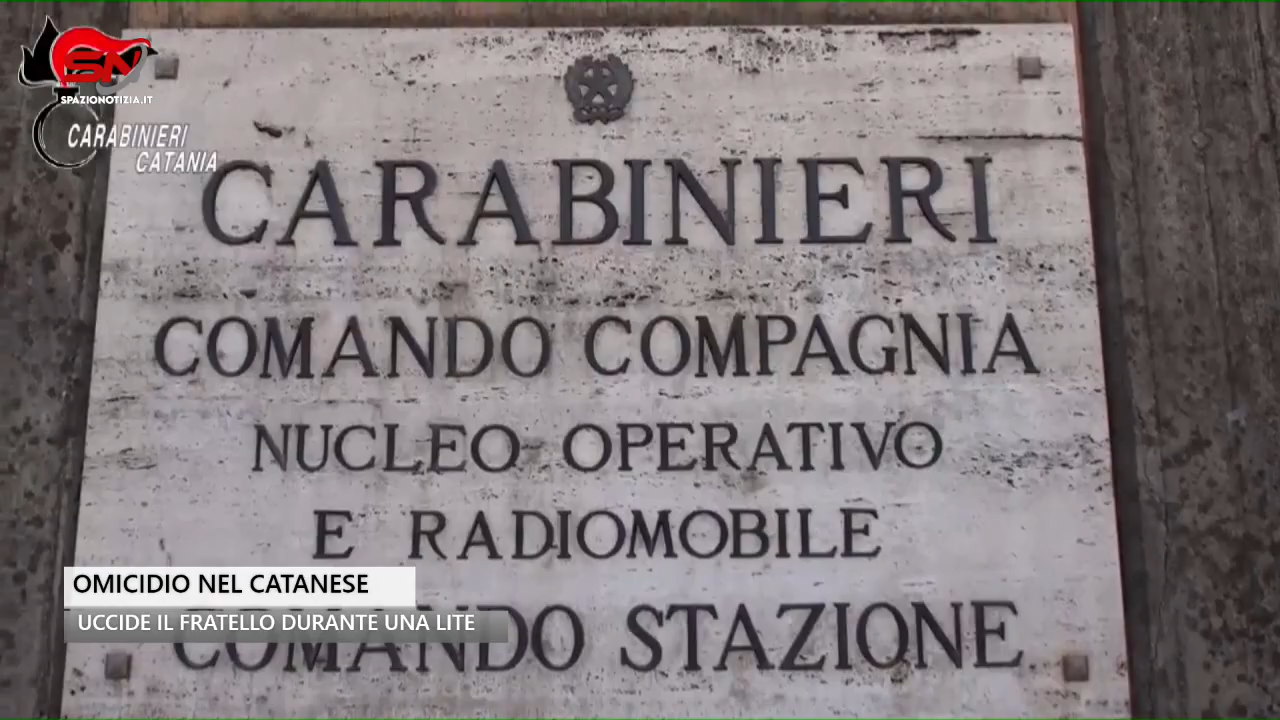 SN
SPAZIONOTIZIA.IT
CARABINIERI
CATANIA
CARABINIERI
COMANDO COMPAGNIA
NUCLEO OPERATIVO
E RADIOMOBILE
OMICIDIO NEL CATANESE
UCCIDE IL FRATELLO DURANTE UNA LITE
COMANDO STAZIONE